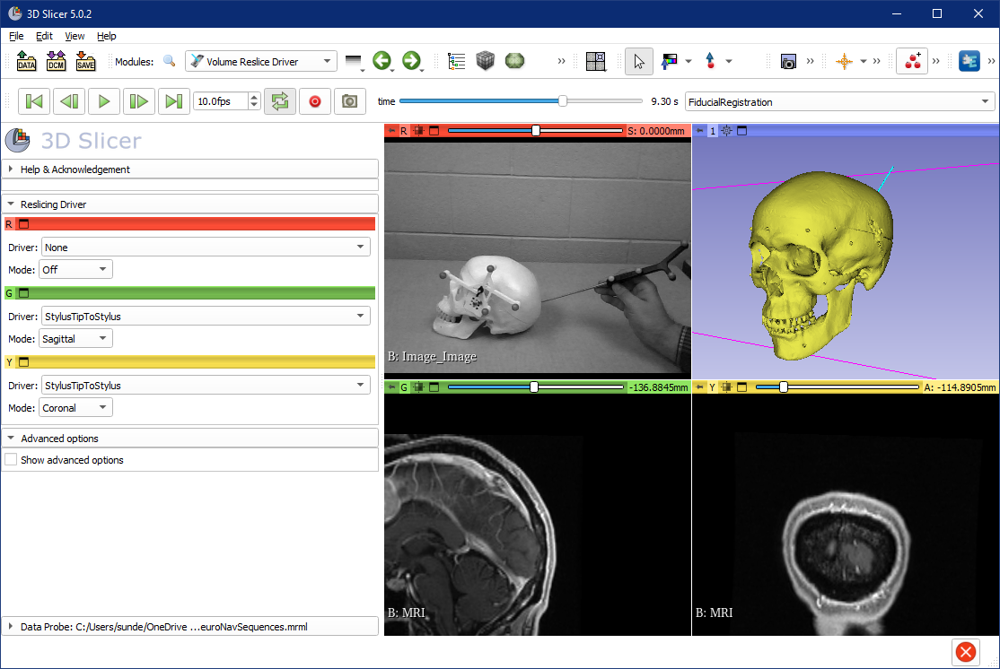 3D Slicer 5.0.2
File Edit View Help
DATA DCM SAVE Modules: Volume Reslice Driver
10.0fps time 9.30 s FiducialRegistration
3D Slicer
Help & Acknowledgement
Reslicing Driver
R
Driver: None
Mode: Off
G
Driver: StylusTipToStylus
Mode: Sagittal
Y
Driver: StylusTipToStylus
Mode: Coronal
Advanced options
Show advanced options
Data Probe: C:/Users/sunde/OneDrive ...euroNavSequences.mrml
R S: 0.0000mm
B: Image_Image
1
G -136.8845mm
B: MRI
Y A: -114.8905mm
B: MRI